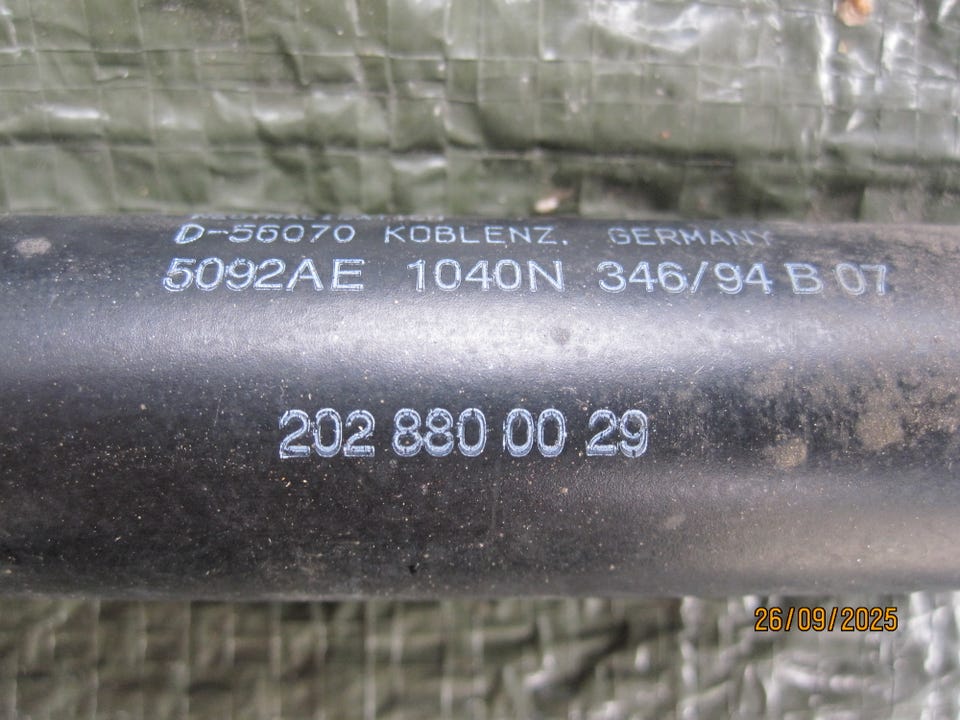 D-56070 KOBLENZ. GERMANY
5092AE 1040N 346/94 B 07
202 880 00 29
26/09/2025